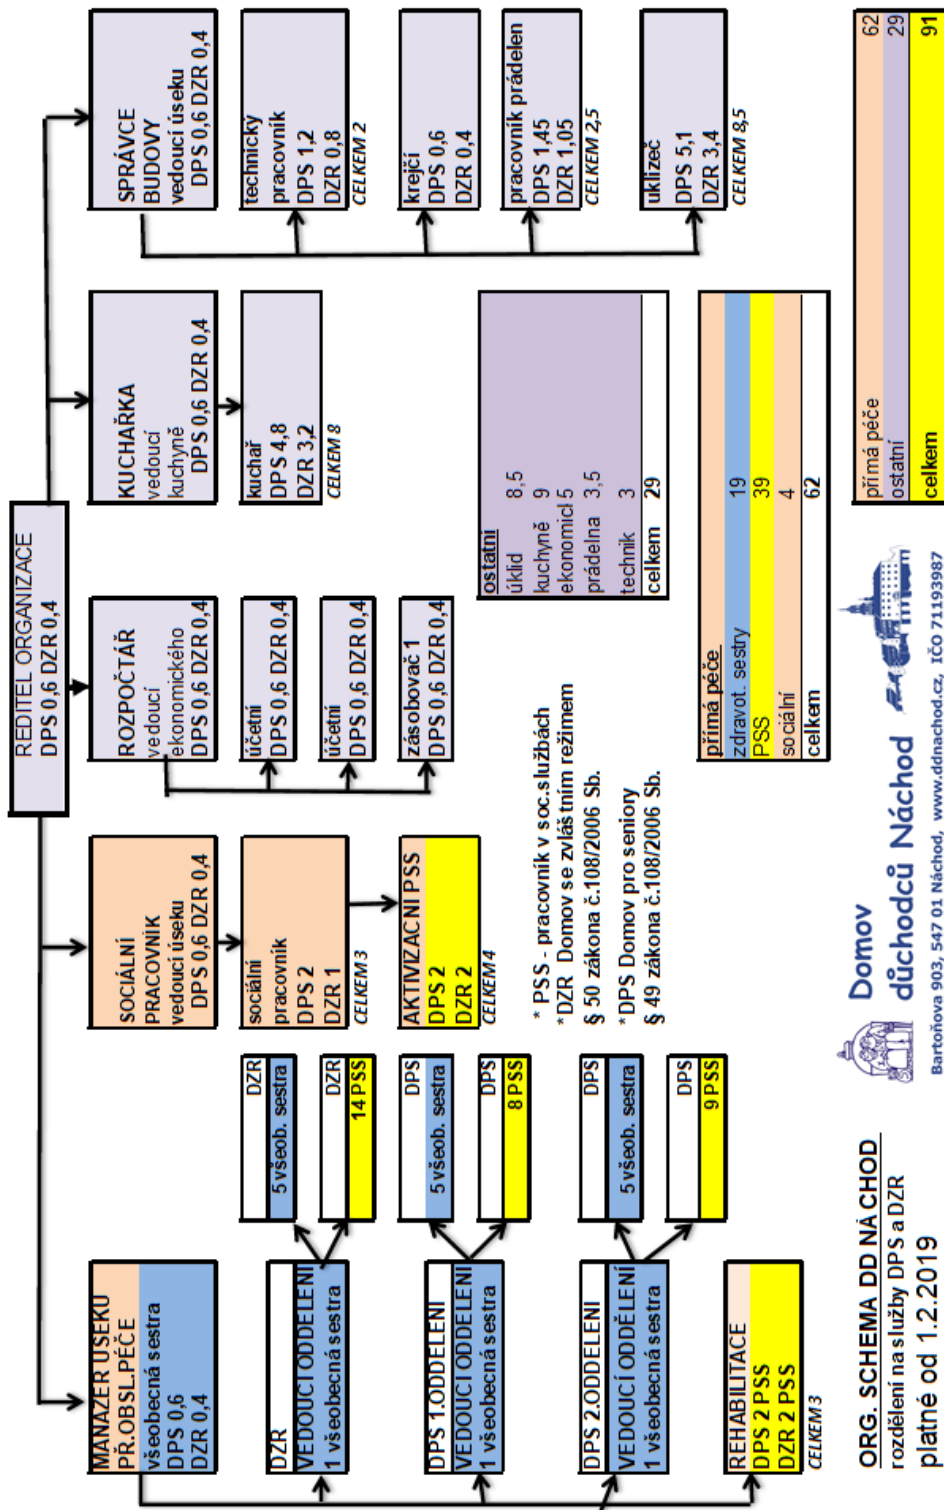 ŘEDITEL ORGANIZACE
DPS 0,6 DZR 0,4
MANAŽER ÚSEKU
PŘ.OBSL.PÉČE
všeobecná sestra
DPS 0,6
DZR 0,4
DZR
VEDOUCÍ ODDĚLENÍ
1 všeobecná sestra
DZR
5 všeob. sestra
DZR
14 PSS
DPS 1.ODDĚLENÍ
VEDOUCÍ ODDĚLENÍ
1 všeobecná sestra
DPS
5 všeob. sestra
DPS
8 PSS
DPS 2.ODDĚLENÍ
VEDOUCÍ ODDĚLENÍ
1 všeobecná sestra
DPS
5 všeob. sestra
DPS
9 PSS
REHABILITACE
DPS 2 PSS
DZR 2 PSS
CELKEM 3
SOCIÁLNÍ
PRACOVNÍK
vedoucí úseku
DPS 0,6 DZR 0,4
sociální
pracovník
DPS 2
DZR 1
CELKEM 3
AKTIVIZAČNÍ PSS
DPS 2
DZR 2
CELKEM 4
ROZPOČTÁŘ
vedoucí
ekonomického
DPS 0,6 DZR 0,4
účetní
DPS 0,6 DZR 0,4
účetní
DPS 0,6 DZR 0,4
zásobovač 1
DPS 0,6 DZR 0,4
KUCHAŘKA
vedoucí
kuchyně
DPS 0,6 DZR 0,4
kuchař
DPS 4,8
DZR 3,2
CELKEM 8
SPRÁVCE
BUDOVY
vedoucí úseku
DPS 0,6 DZR 0,4
technický
pracovník
DPS 1,2
DZR 0,8
CELKEM 2
krejčí
DPS 0,6
DZR 0,4
pracovník prádelen
DPS 1,45
DZR 1,05
CELKEM 2,5
uklízeč
DPS 5,1
DZR 3,4
CELKEM 8,5
* PSS - pracovník v soc.službách
*DZR Domov se zvláštním režimem
§ 50 zákona č.108/2006 Sb.
*DPS Domov pro seniory
§ 49 zákona č.108/2006 Sb.
ostatní
úklid 8,5
kuchyně 9
ekonomick 5
prádelna 3,5
technik 3
celkem 29
přímá péče
zdravot. sestry 19
PSS 39
sociální 4
celkem 62
přímá péče 62
ostatní 29
celkem 91
ORG. SCHEMA DD NÁCHOD
rozdělení na služby DPS a DZR
platné od 1.2.2019
Domov
důchodců Náchod
Bartoňova 903, 547 01 Náchod, www.ddnachod.cz, IČO 71193987